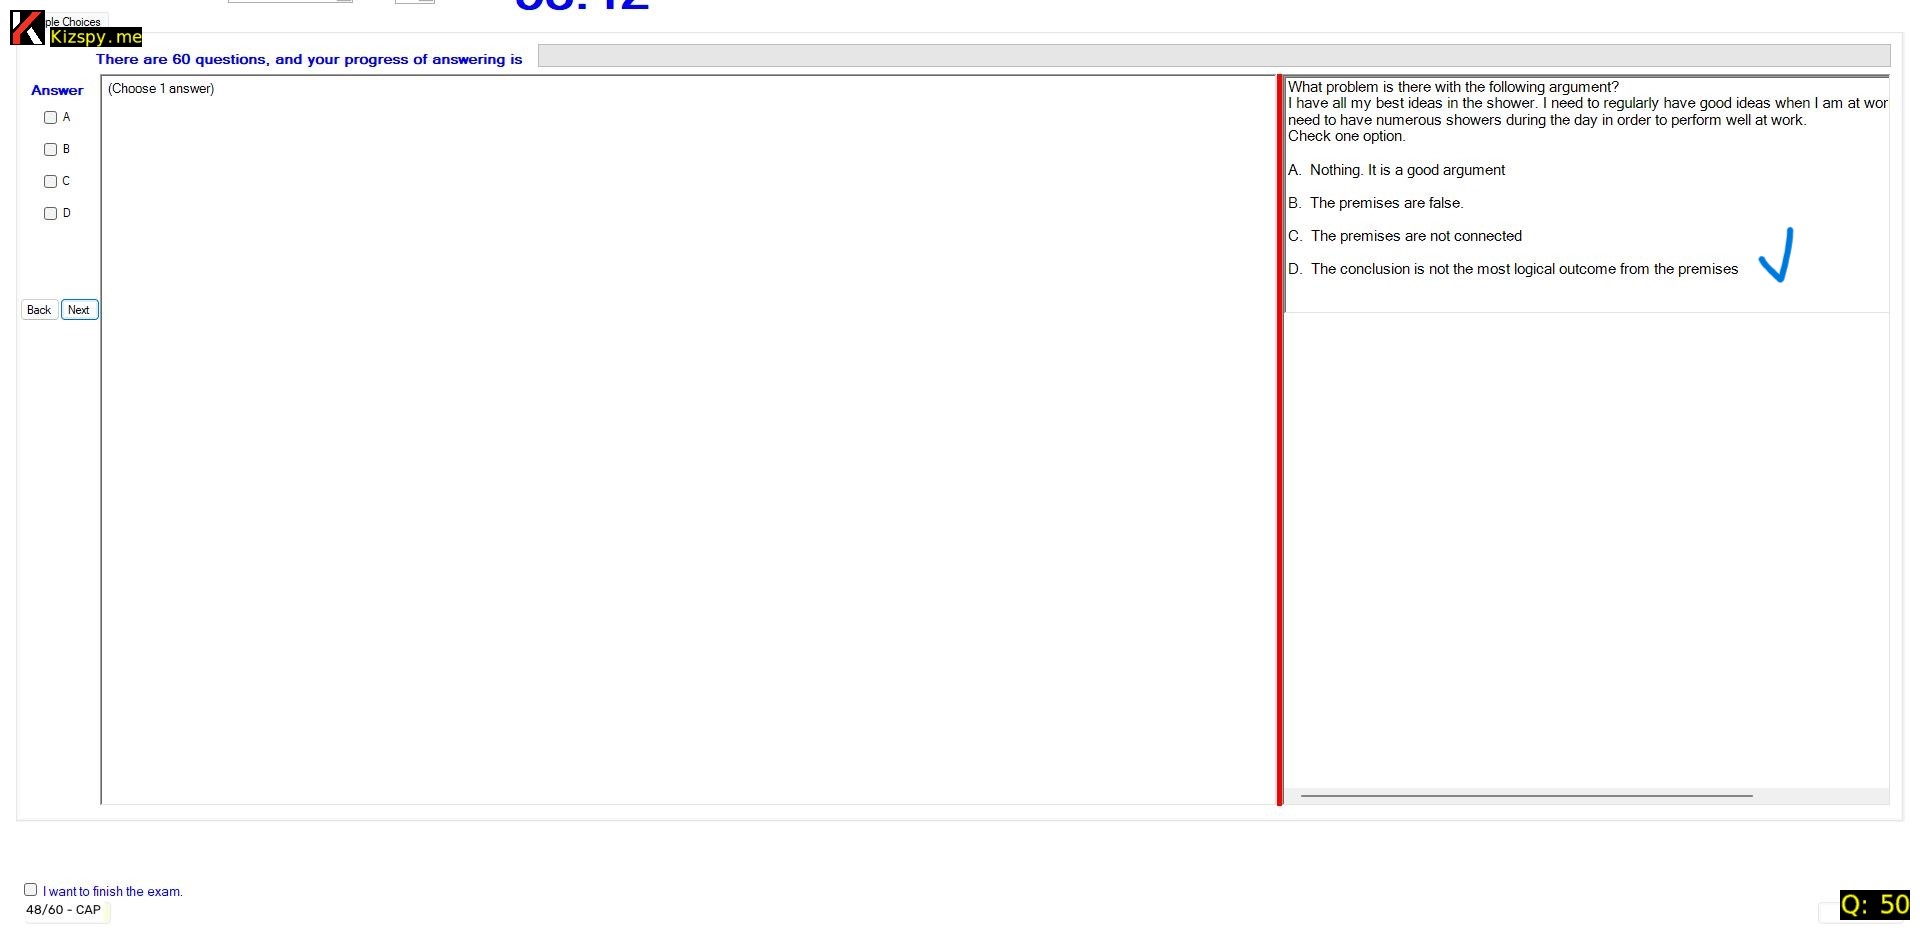 ple Choices
Kizspy.me
There are 60 questions, and your progress of answering is
Answer
(Choose 1 answer)
A
B
C
D
Back
Next
What problem is there with the following argument?
I have all my best ideas in the shower. I need to regularly have good ideas when I am at wor
need to have numerous showers during the day in order to perform well at work.
Check one option.
A. Nothing. It is a good argument
B. The premises are false.
C. The premises are not connected
D. The conclusion is not the most logical outcome from the premises
I want to finish the exam.
48/60 - CAP
Q: 50